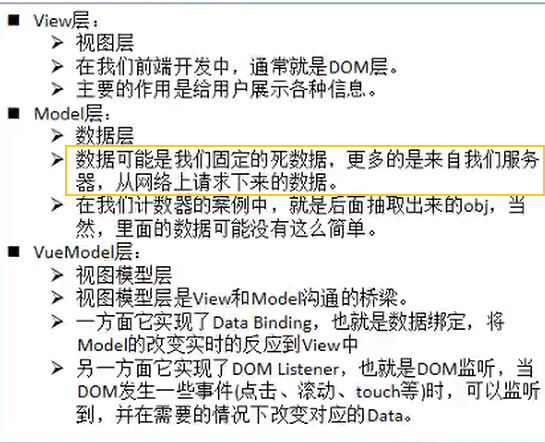 View层：
视图层
在我们前端开发中，通常就是DOM层。
主要的作用是给用户展示各种信息。
Model层：
数据层
数据可能是我们固定的死数据，更多的是来自我们服务
器，从网络上请求下来的数据。
在我们计数器的案例中，就是后面抽取出来的obj，当
然，里面的数据可能没有这么简单。
VueModel层：
视图模型层
视图模型层是View和Model沟通的桥梁。
一方面它实现了Data Binding，也就是数据绑定，将
Model的改变实时的反应到View中
另一方面它实现了DOM Listener，也就是DOM监听，当
DOM发生一些事件(点击、滚动、touch等)时，可以监听
到，并在需要的情况下改变对应的Data。